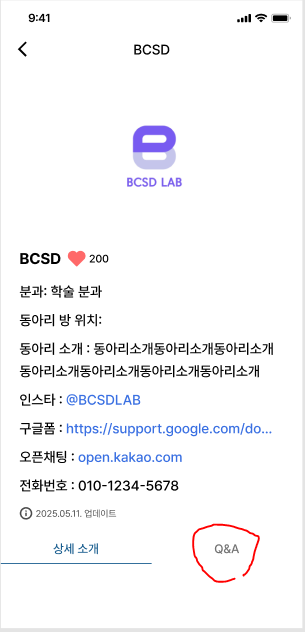 9:41
BCSD
BCSD LAB
BCSD 200
분과: 학술 분과
동아리 방 위치:
동아리 소개 : 동아리소개동아리소개동아리소개
동아리소개동아리소개동아리소개동아리소개
인스타 : @BCSDLAB
구글폼 : https://support.google.com/do...
오픈채팅 : open.kakao.com
전화번호 : 010-1234-5678
2025.05.11. 업데이트
상세 소개 Q&A